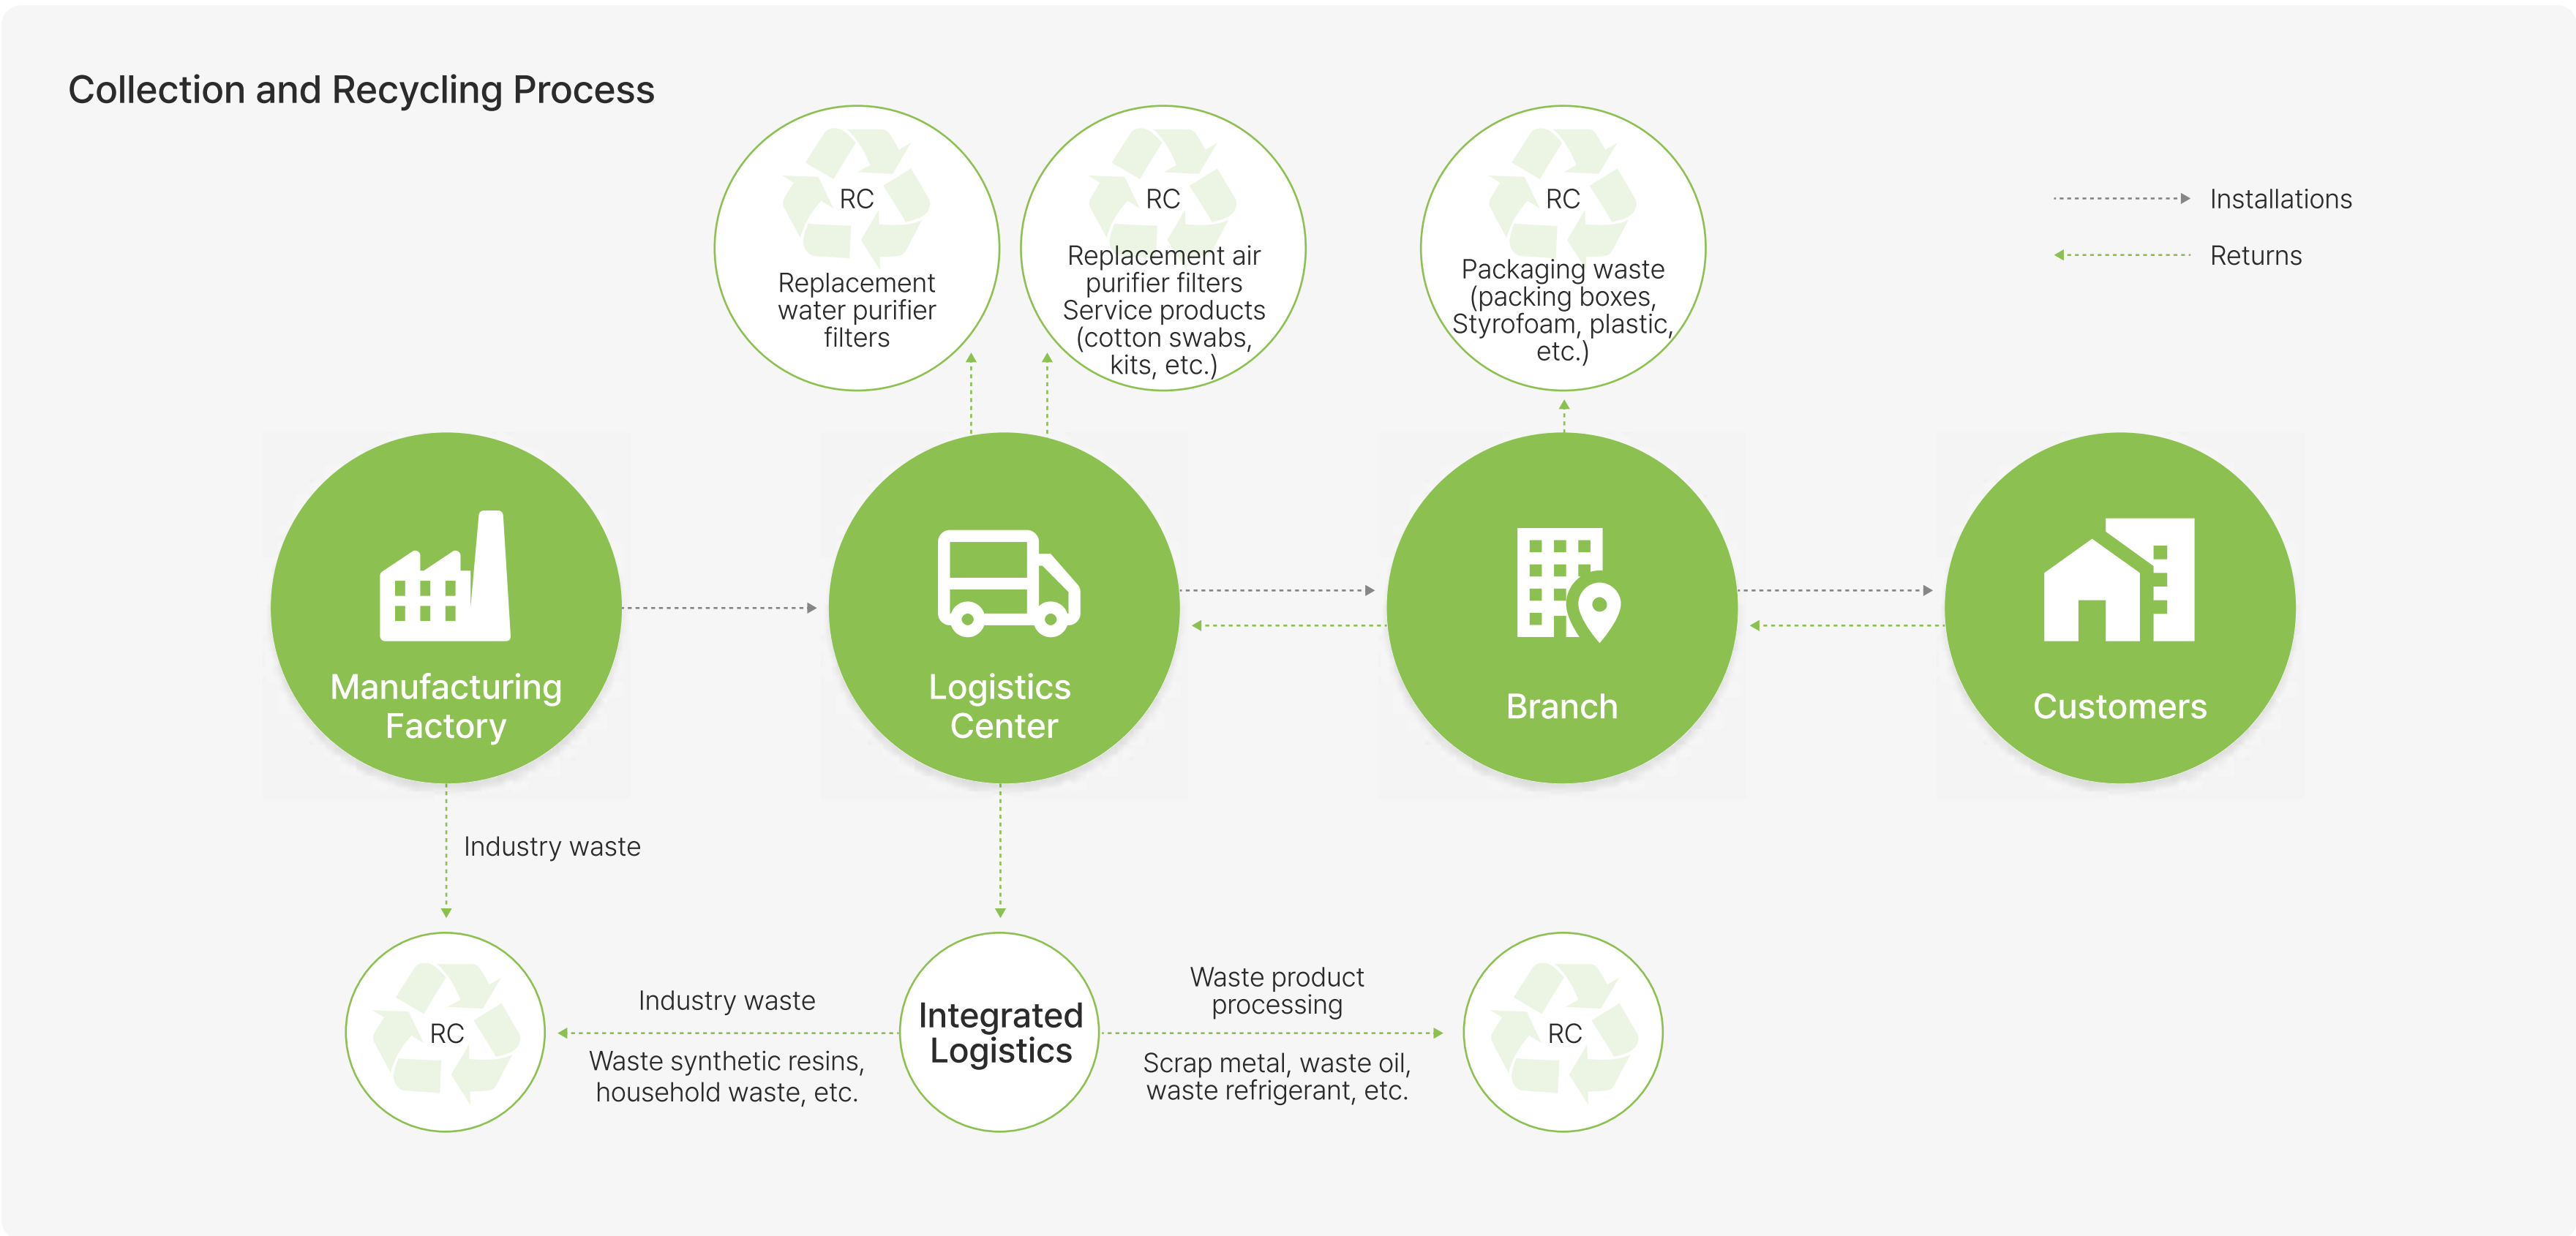 Collection and Recycling Process
RC
Replacement
water purifier
filters
RC
Replacement air
purifier filters
Service products
(cotton swabs,
kits, etc.)
RC
Packaging waste
(packing boxes,
Styrofoam, plastic,
etc.)
Installations
Returns
Manufacturing
Factory
Logistics
Center
Branch
Customers
Industry waste
RC
Industry waste
Waste synthetic resins,
household waste, etc.
Integrated
Logistics
Waste product
processing
Scrap metal, waste oil,
waste refrigerant, etc.
RC